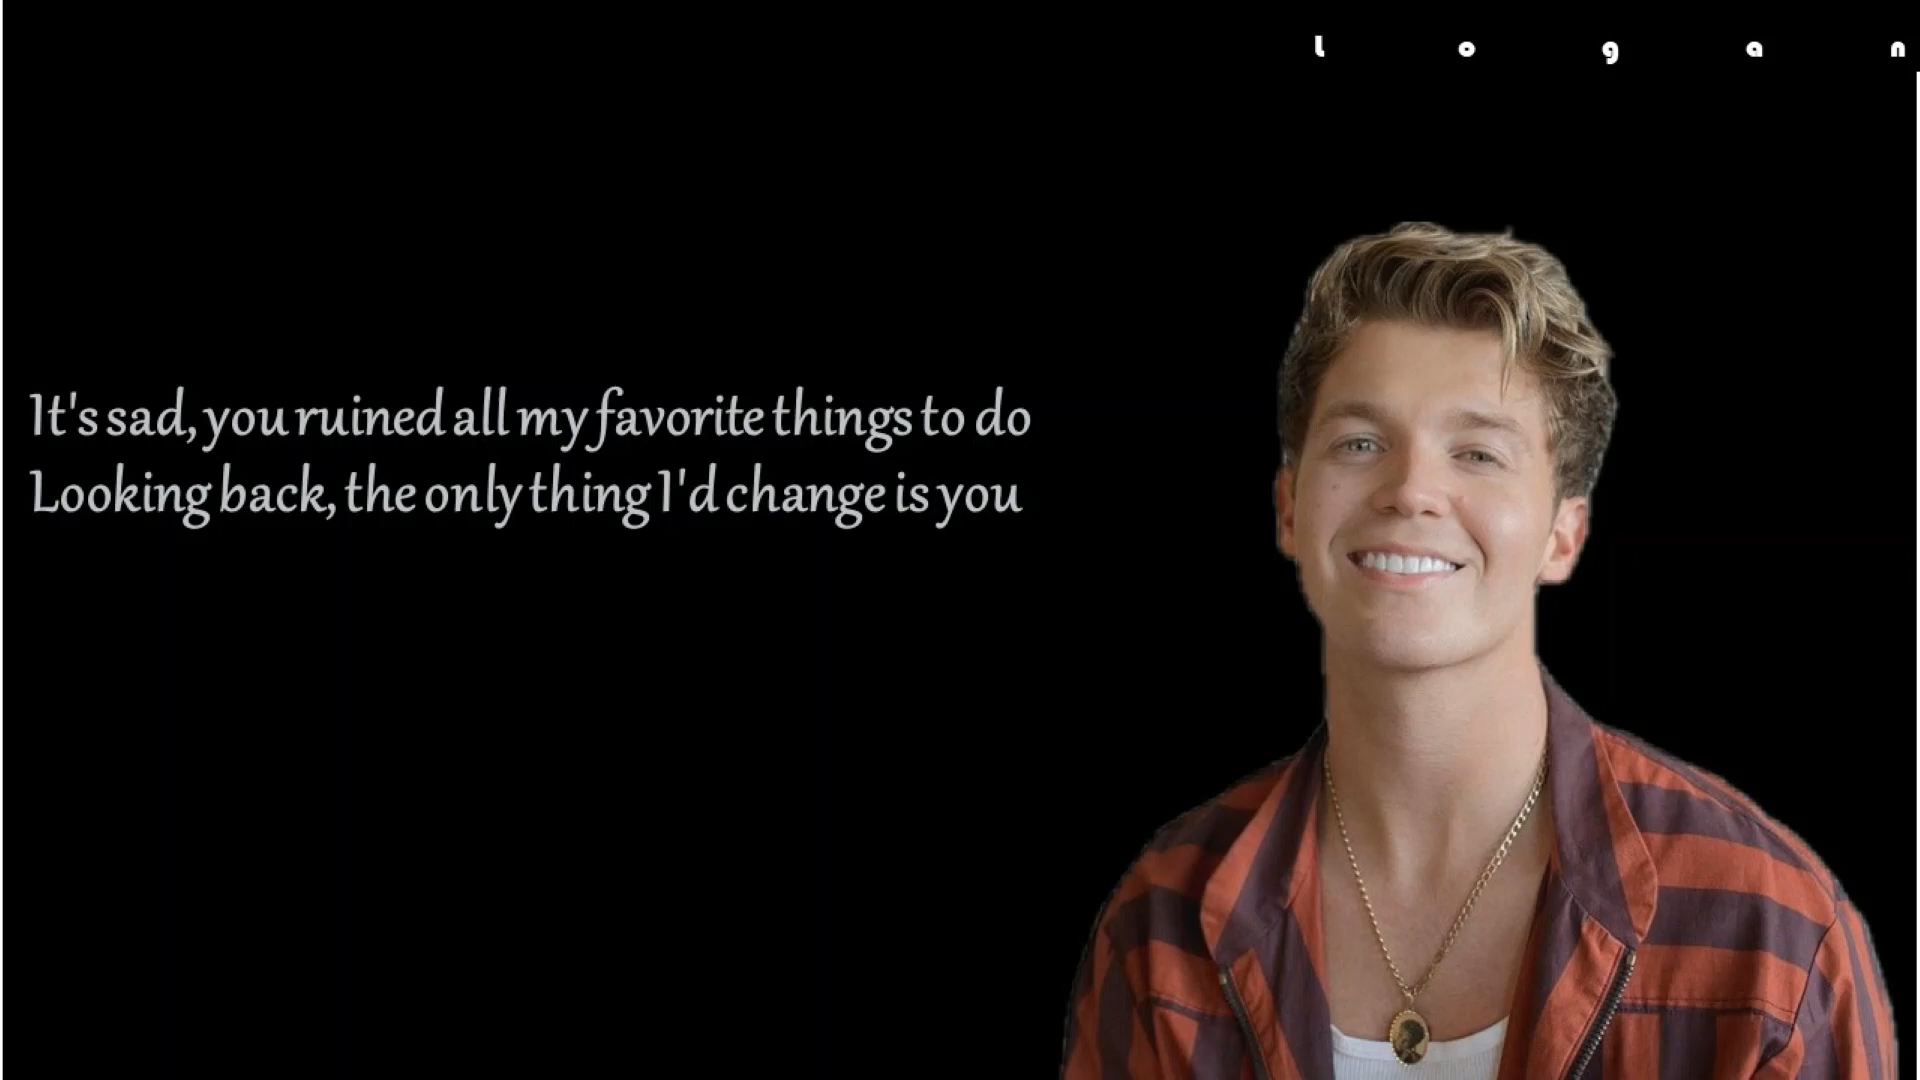 l o g a n
It's sad, you ruined all my favorite things to do
Looking back, the only thing I'd change is you